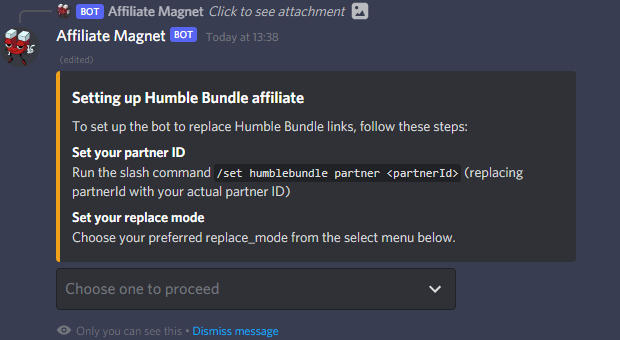 BOT Affiliate Magnet Click to see attachment
Affiliate Magnet BOT Today at 13:38
(edited)
Setting up Humble Bundle affiliate
To set up the bot to replace Humble Bundle links, follow these steps:
Set your partner ID
Run the slash command /set humblebundle partner <partnerId> (replacing
partnerId with your actual partner ID)
Set your replace mode
Choose your preferred replace_mode from the select menu below.
Choose one to proceed
Only you can see this • Dismiss message